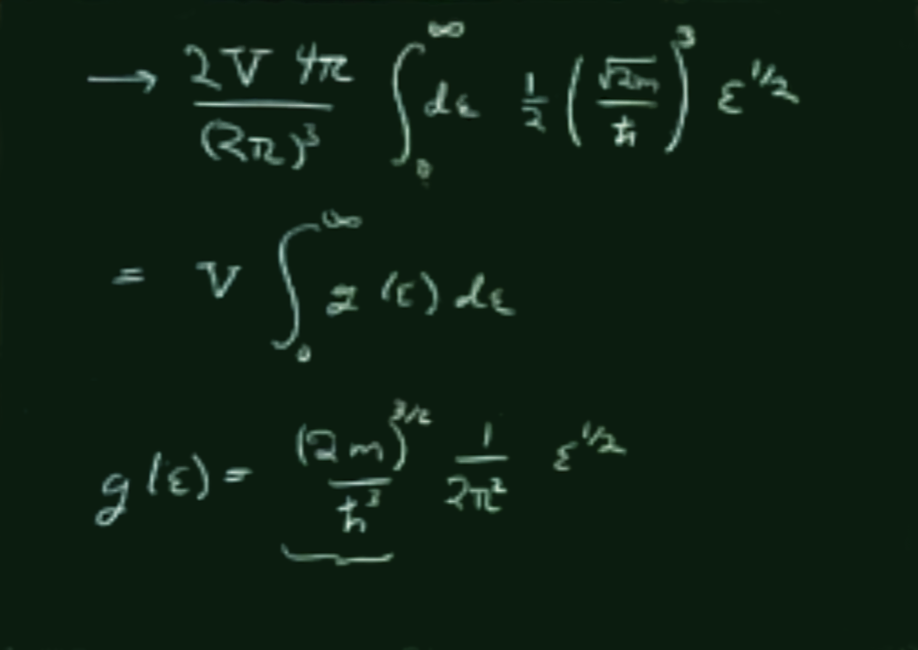 → 2V 4π / (2π)³ ∫₀^∞ dε 1/2 (√2m / ħ)³ ε^1/2
= V ∫₀^∞ g(ε) dε
g(ε) = (2m)^3/2 / ħ³ 1 / 2π² ε^1/2